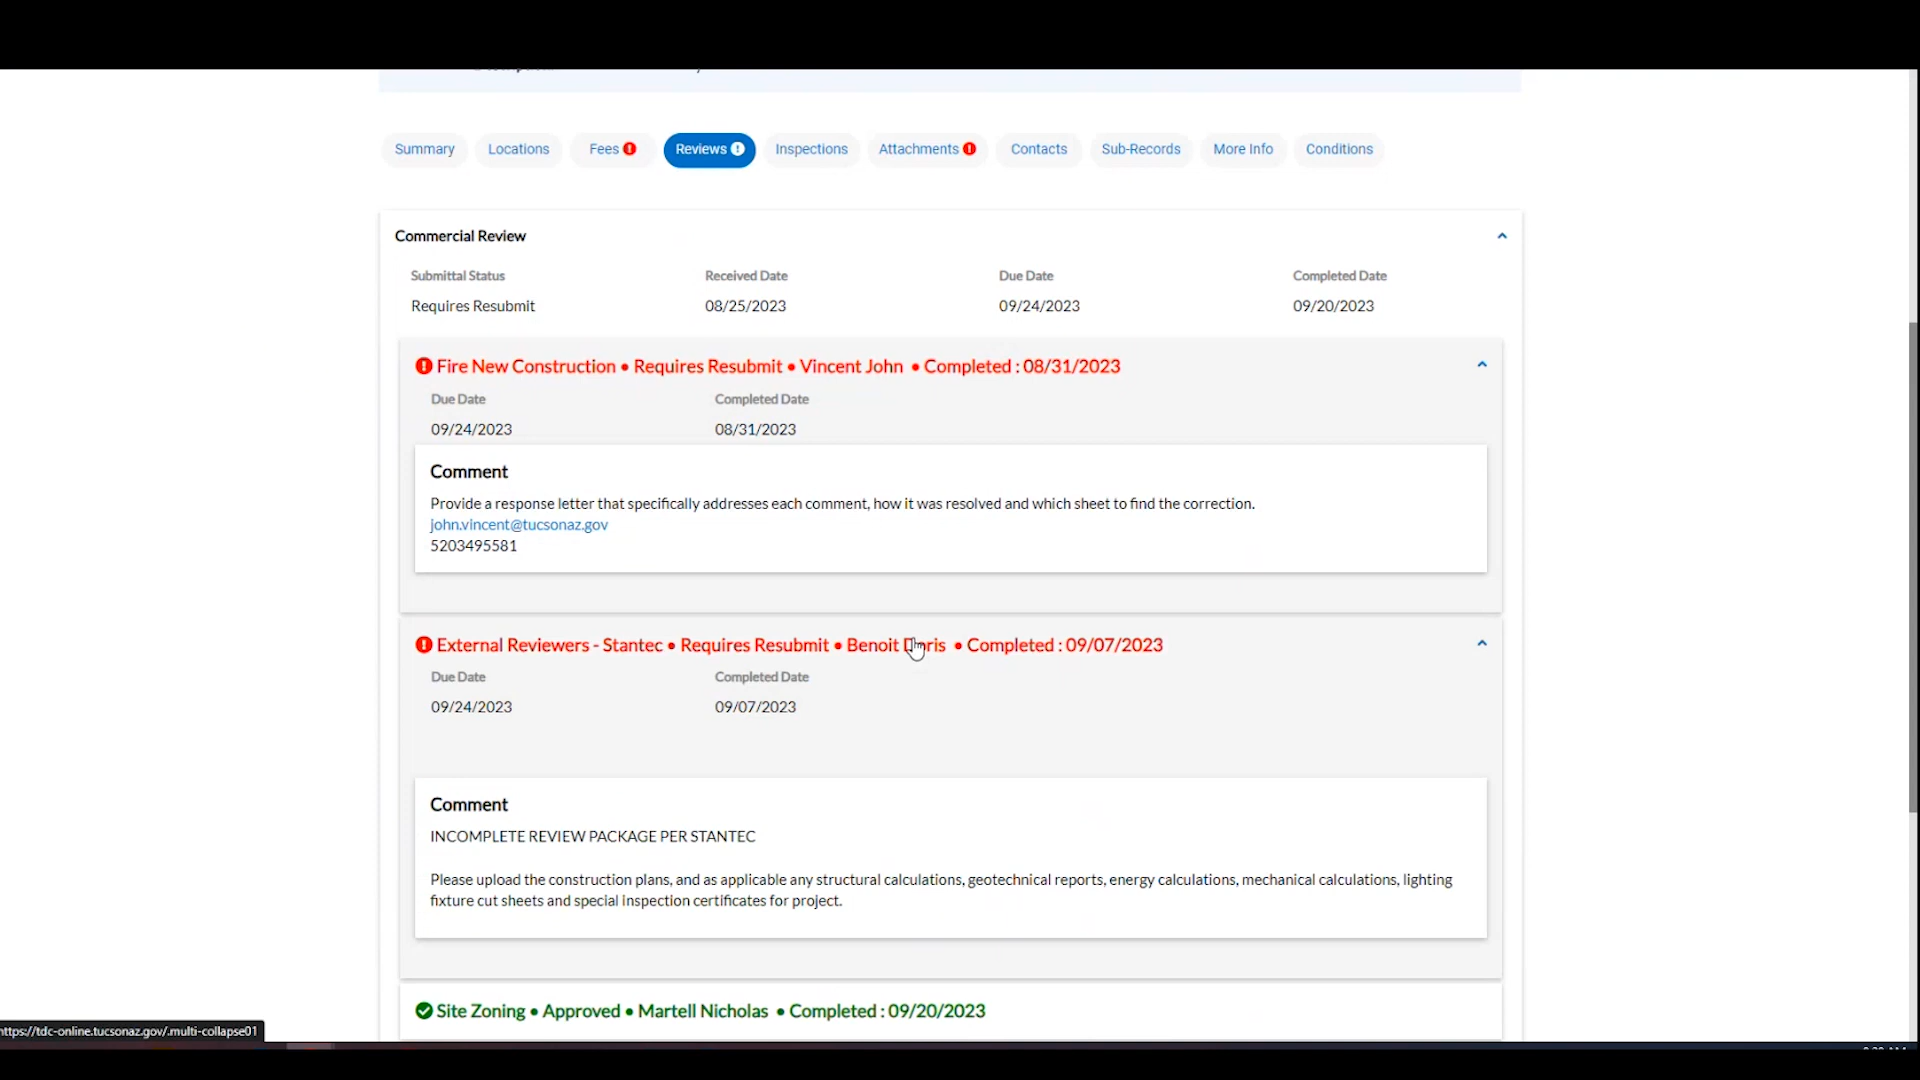 Summary Locations Fees Reviews Inspections Attachments Contacts Sub-Records More Info Conditions
Commercial Review
Submittal Status Received Date Due Date Completed Date
Requires Resubmit 08/25/2023 09/24/2023 09/20/2023
Fire New Construction • Requires Resubmit • Vincent John • Completed : 08/31/2023
Due Date Completed Date
09/24/2023 08/31/2023
Comment
Provide a response letter that specifically addresses each comment, how it was resolved and which sheet to find the correction.
john.vincent@tucsonaz.gov
5203495581
External Reviewers - Stantec • Requires Resubmit • Benoit • Completed : 09/07/2023
Due Date Completed Date
09/24/2023 09/07/2023
Comment
INCOMPLETE REVIEW PACKAGE PER STANTEC
Please upload the construction plans, and as applicable any structural calculations, geotechnical reports, energy calculations, mechanical calculations, lighting
fixture cut sheets and special inspection certificates for project.
Site Zoning • Approved • Martell Nicholas • Completed : 09/20/2023
https://tdc-online.tucsonaz.gov/.multi-collapse01